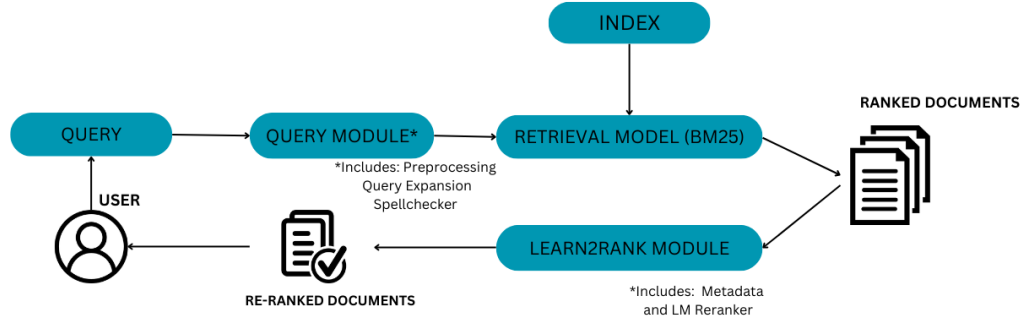 INDEX
RANKED DOCUMENTS
QUERY
QUERY MODULE*
RETRIEVAL MODEL (BM25)
*Includes: Preprocessing
Query Expansion
Spellchecker
USER
LEARN2RANK MODULE
RE-RANKED DOCUMENTS
*Includes: Metadata
and LM Reranker